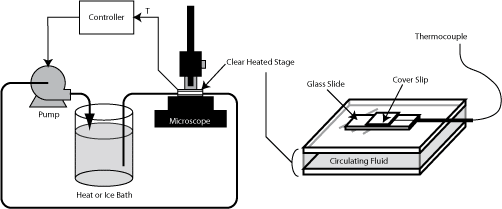 Controller
T
Thermocouple
Clear Heated Stage
Glass Slide
Cover Slip
Pump
Microscope
Circulating Fluid
Heat or Ice Bath